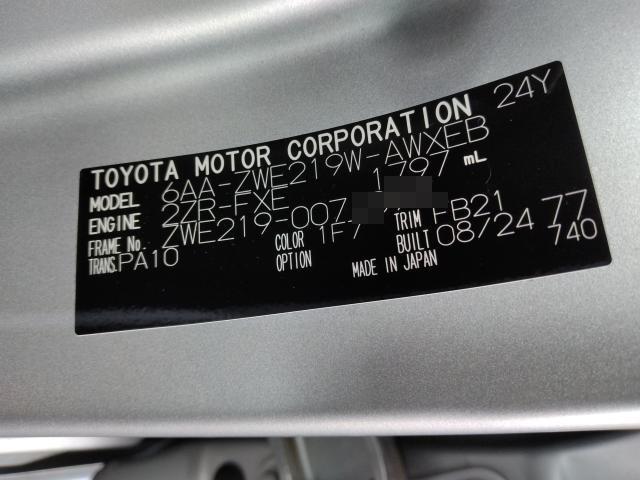 TOYOTA MOTOR CORPORATION 24Y
MODEL 6AA-ZWE219W-AWXEB
ENGINE 2ZR-FXE 1797 mL
FRAME No. ZWE219-007
TRANS. PA10 COLOR 1F7 TRIM FB21 77
OPTION BUILT 08/24 740
MADE IN JAPAN